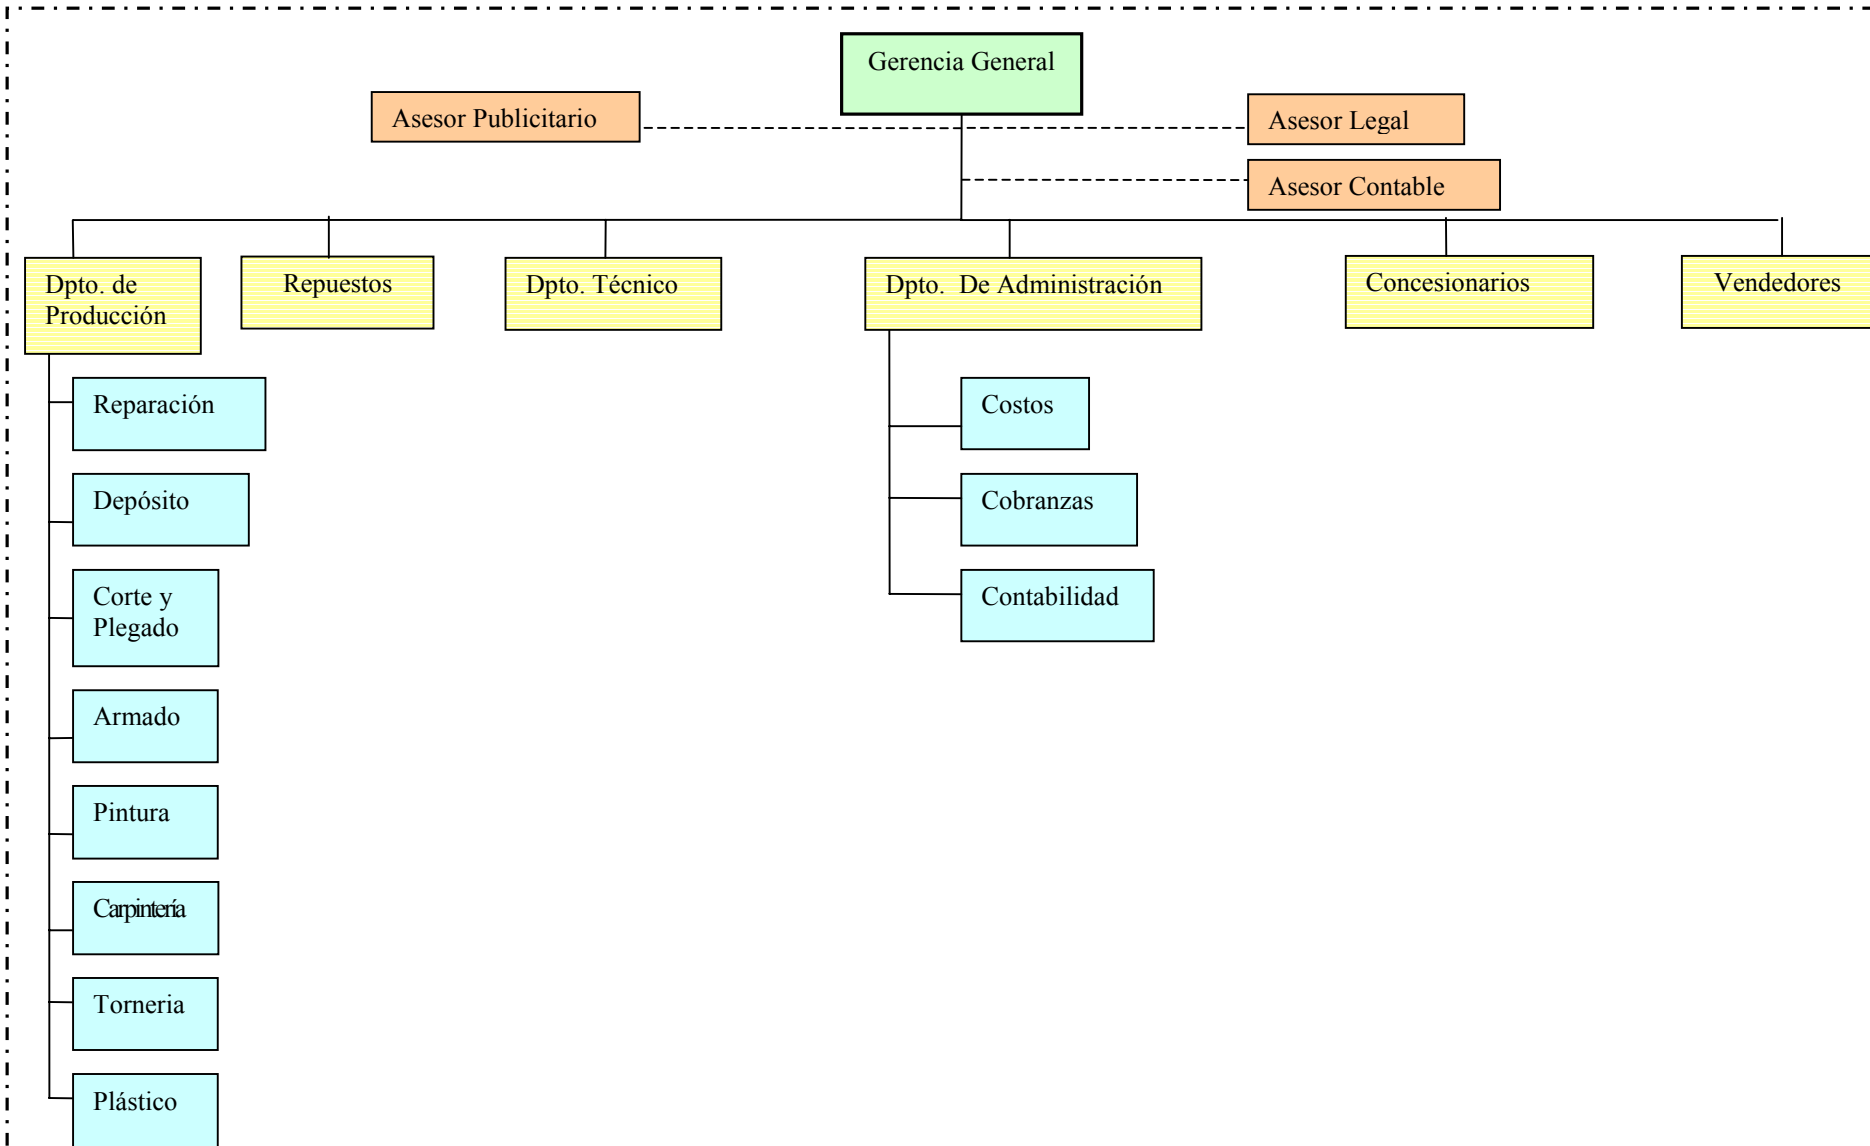 Gerencia General
Asesor Publicitario
Asesor Legal
Asesor Contable
Dpto. de
Producción
Repuestos
Dpto. Técnico
Dpto.  De Administración
Concesionarios
Vendedores
Reparación
Depósito
Corte y
Plegado
Armado
Pintura
Carpintería
Torneria
Plástico
Costos
Cobranzas
Contabilidad